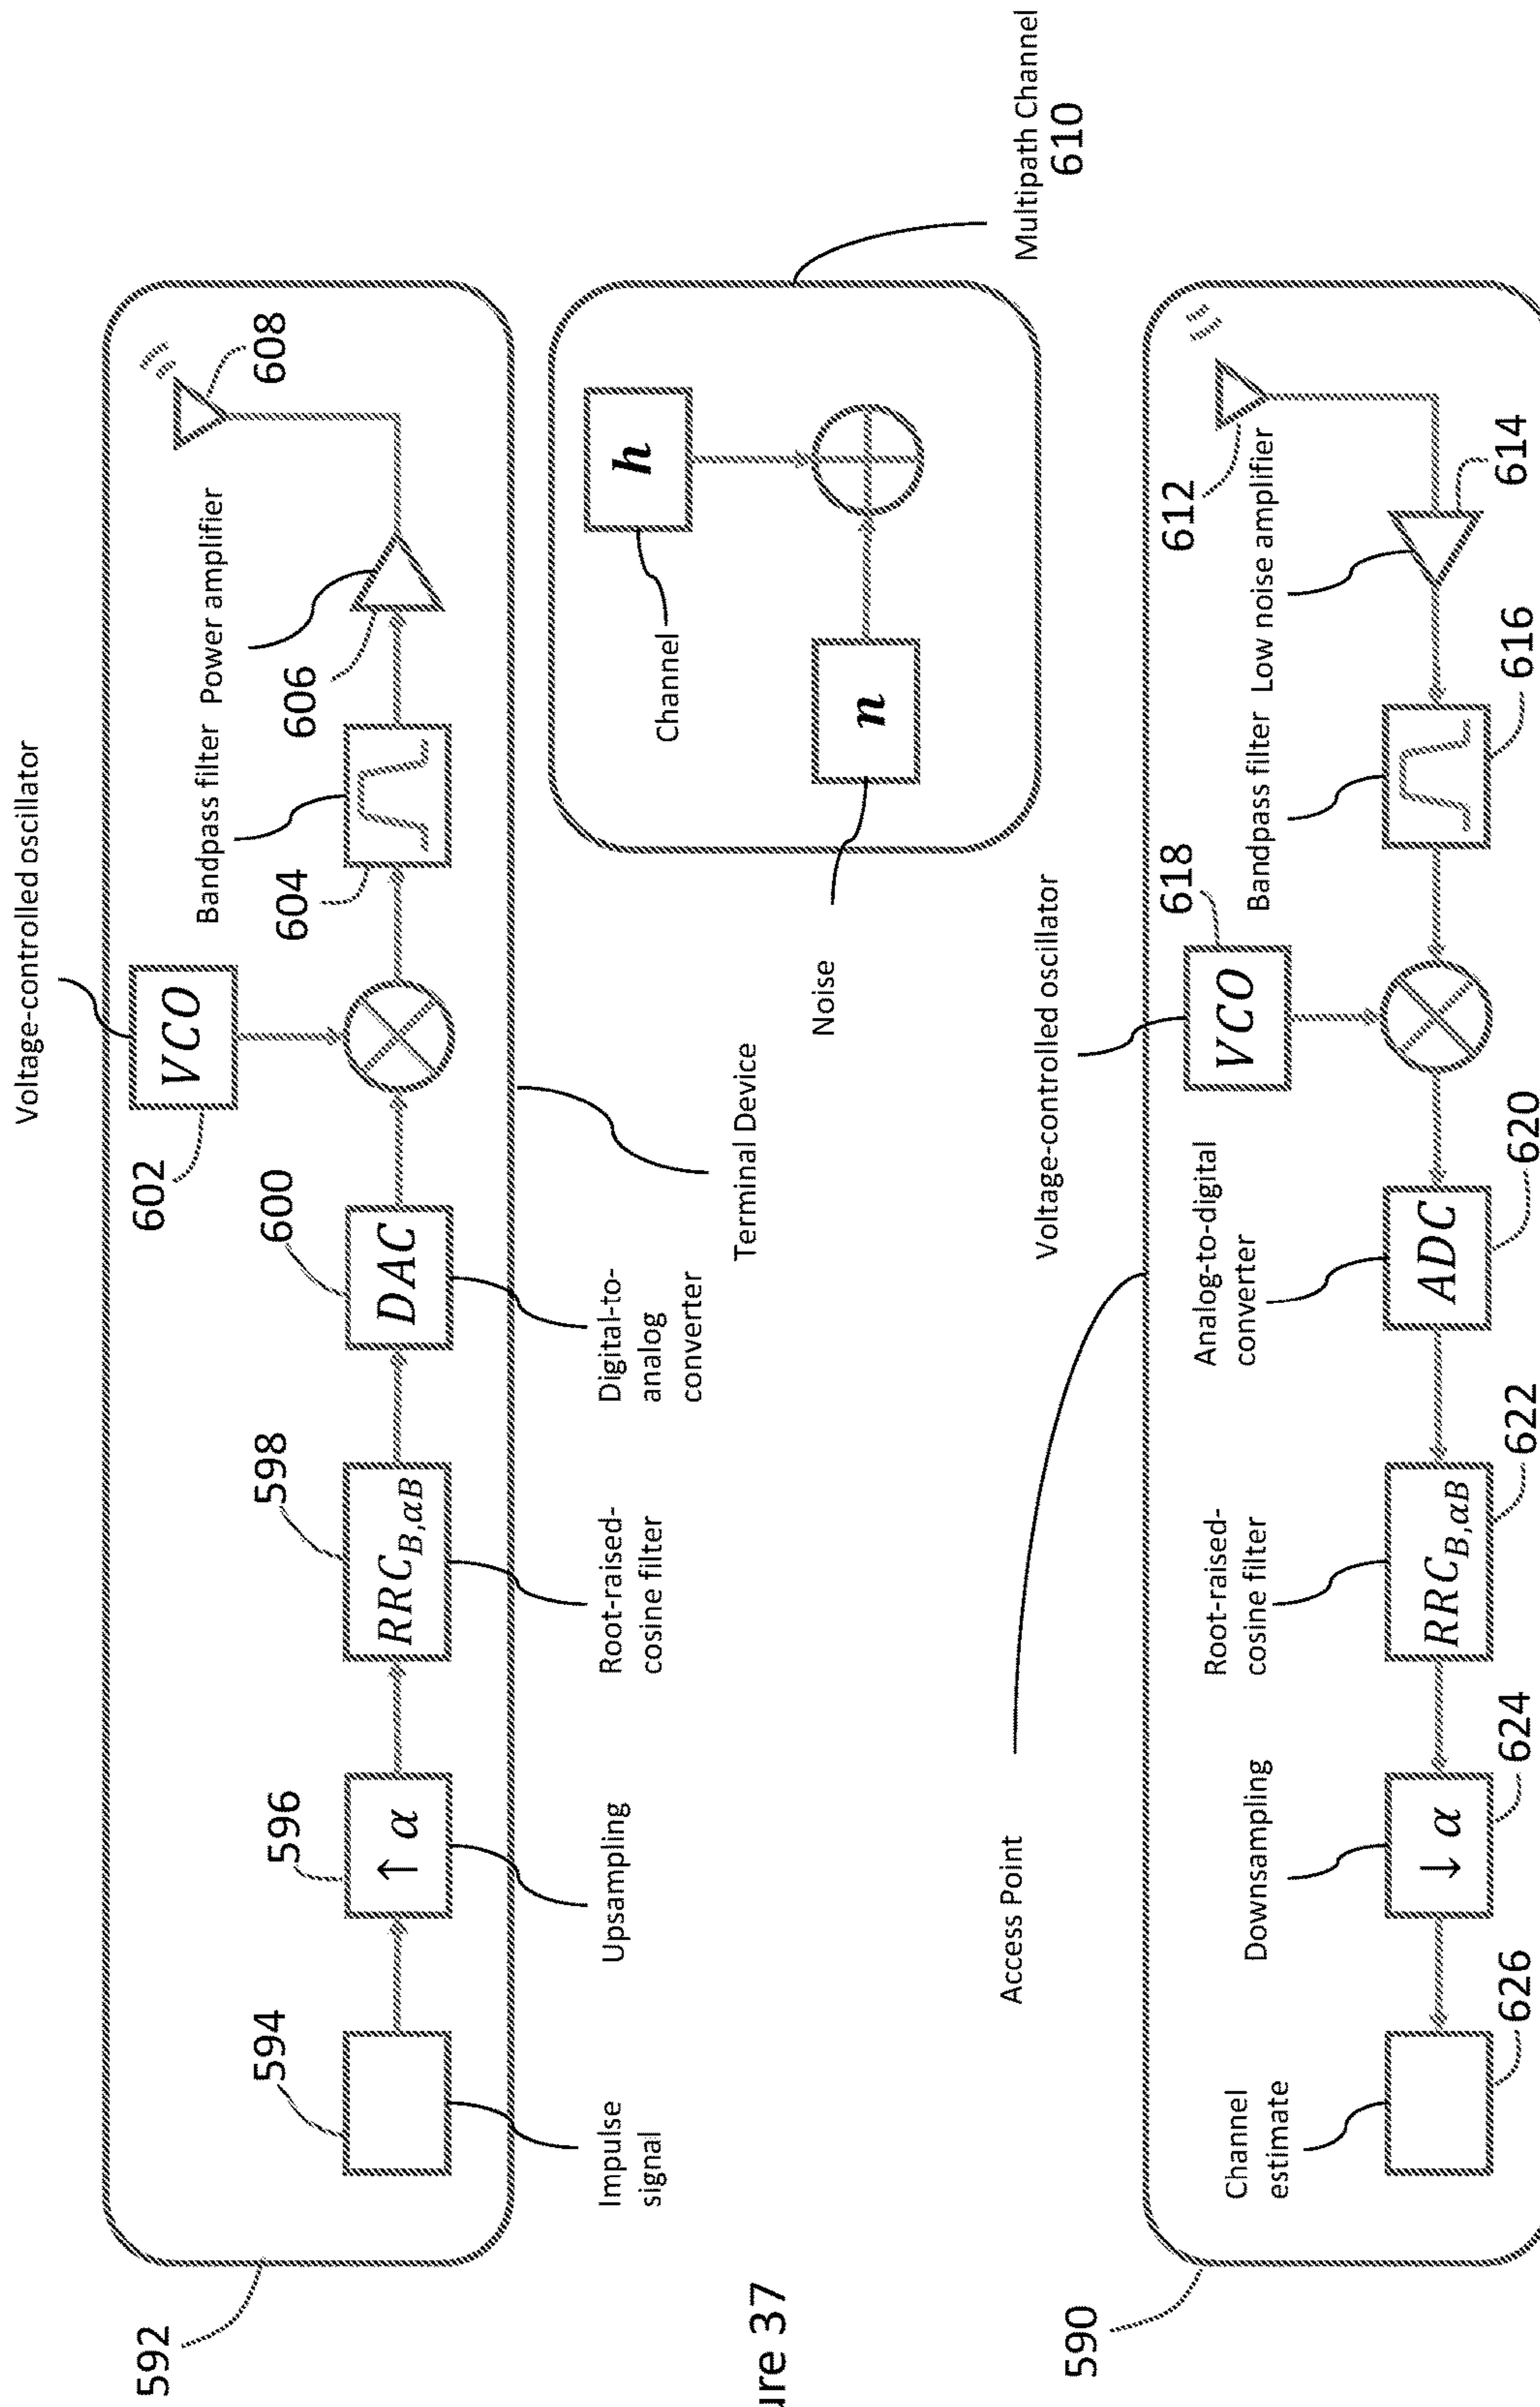 592
Voltage-controlled oscillator
602
VCO
Bandpass filter
Power amplifier
594
596
598
600
604
606
608
↑ α
RRC_{B,αB}
DAC
Impulse
signal
Upsampling
Root-raised-
cosine filter
Digital-to-
analog
converter
Terminal Device
Channel
h
n
Noise
Multipath Channel
610
ure 37
Access Point
590
Voltage-controlled oscillator
618
VCO
612
Channel
estimate
Downsampling
Root-raised-
cosine filter
Analog-to-digital
converter
Bandpass filter
Low noise amplifier
↓ α
RRC_{B,αB}
ADC
626
624
622
620
616
614